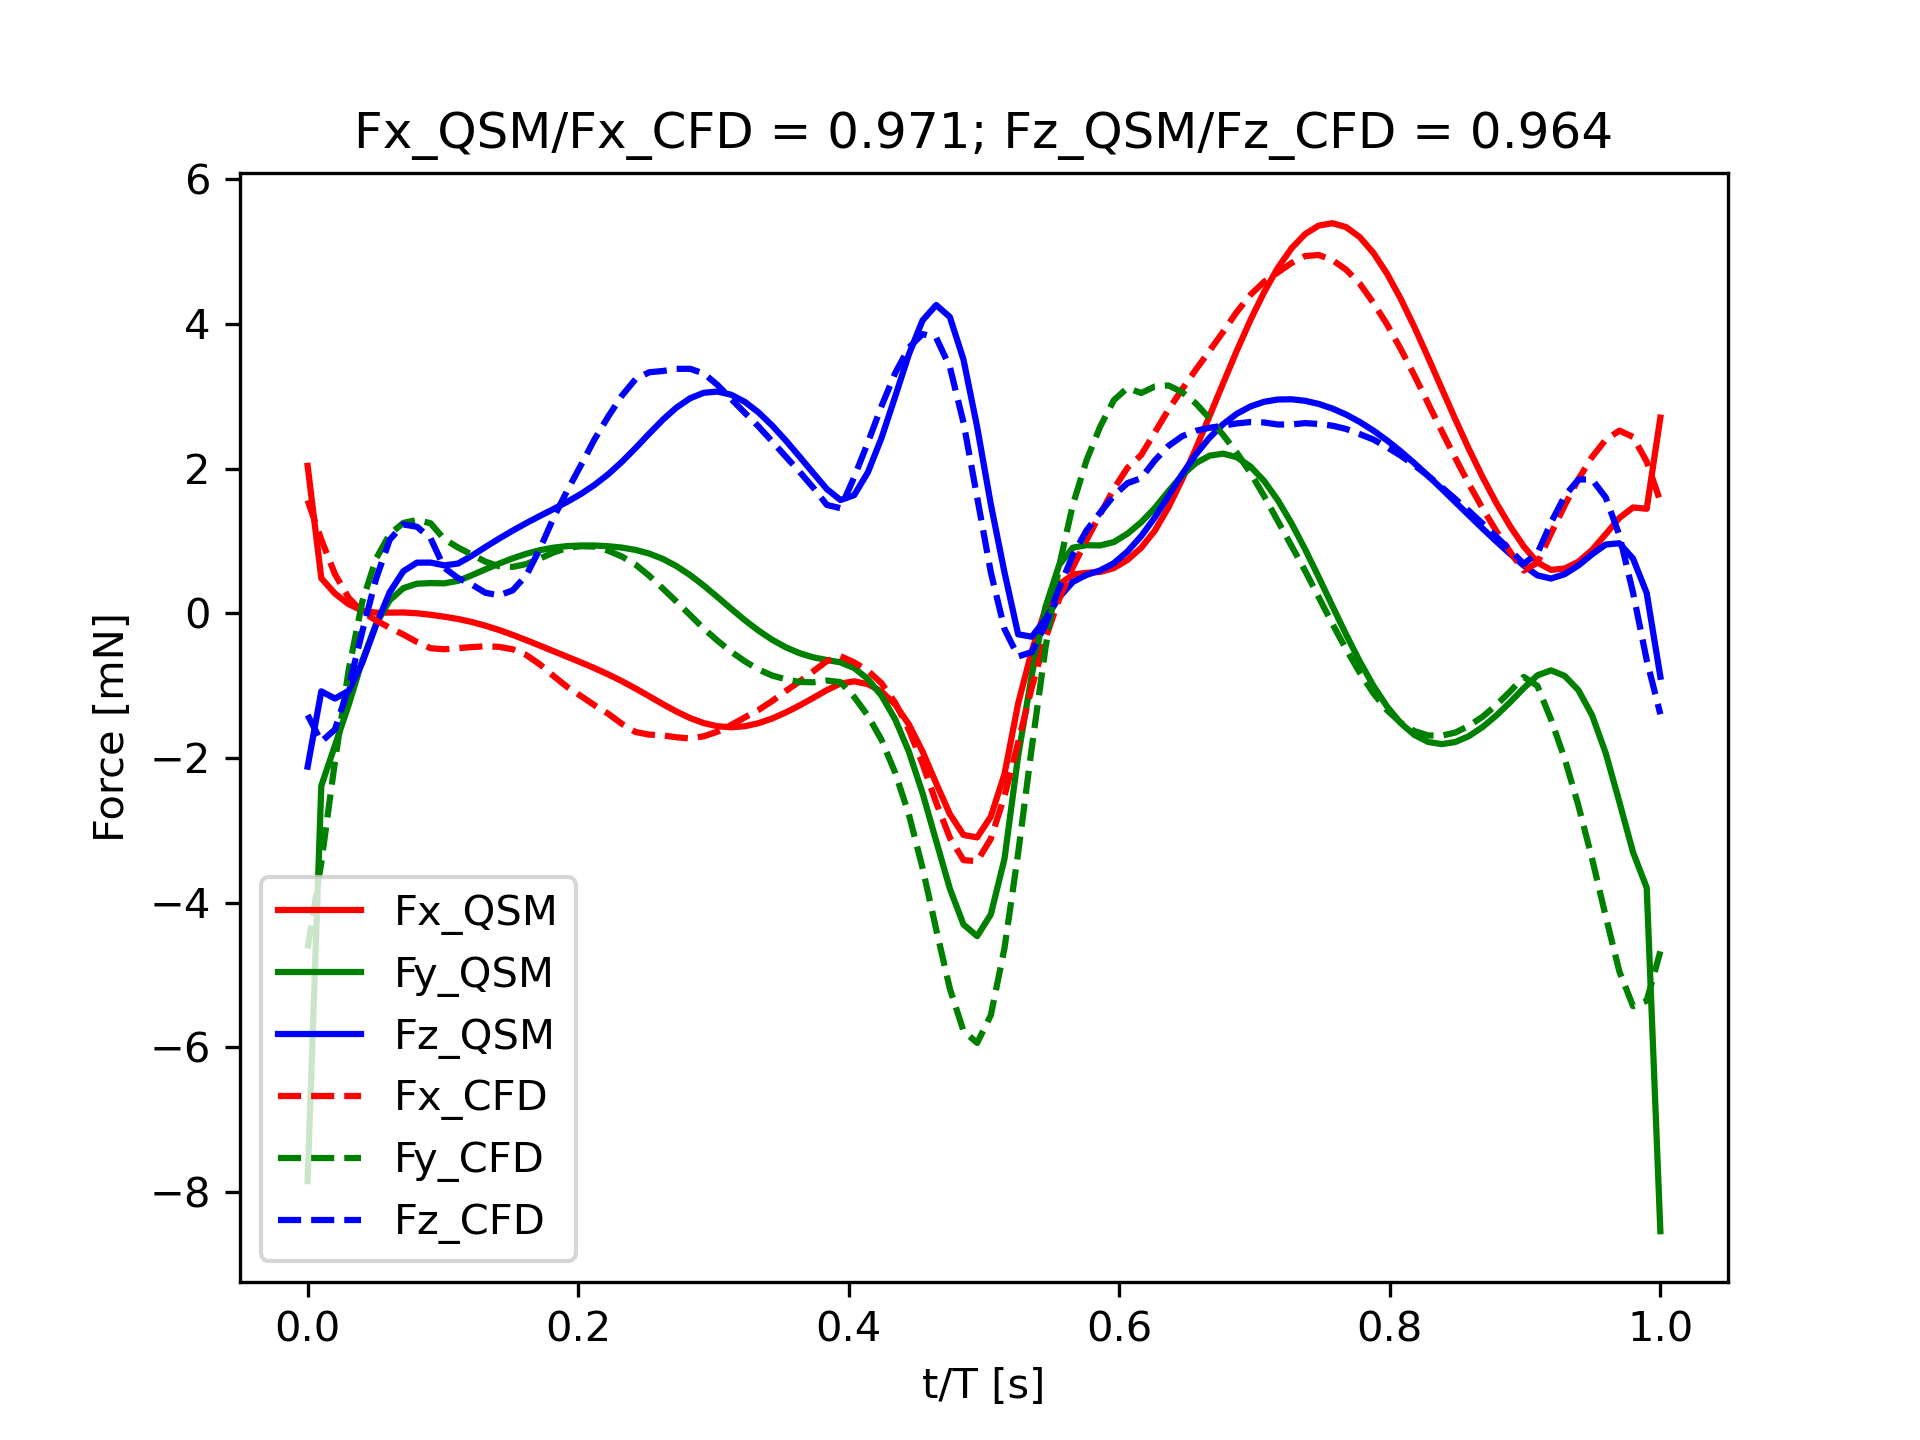 Fx_QSM/Fx_CFD = 0.971; Fz_QSM/Fz_CFD = 0.964
6
4
2
0
−2
−4
−6
−8
Force [mN]
Fx_QSM
Fy_QSM
Fz_QSM
Fx_CFD
Fy_CFD
Fz_CFD
0.0 0.2 0.4 0.6 0.8 1.0
t/T [s]